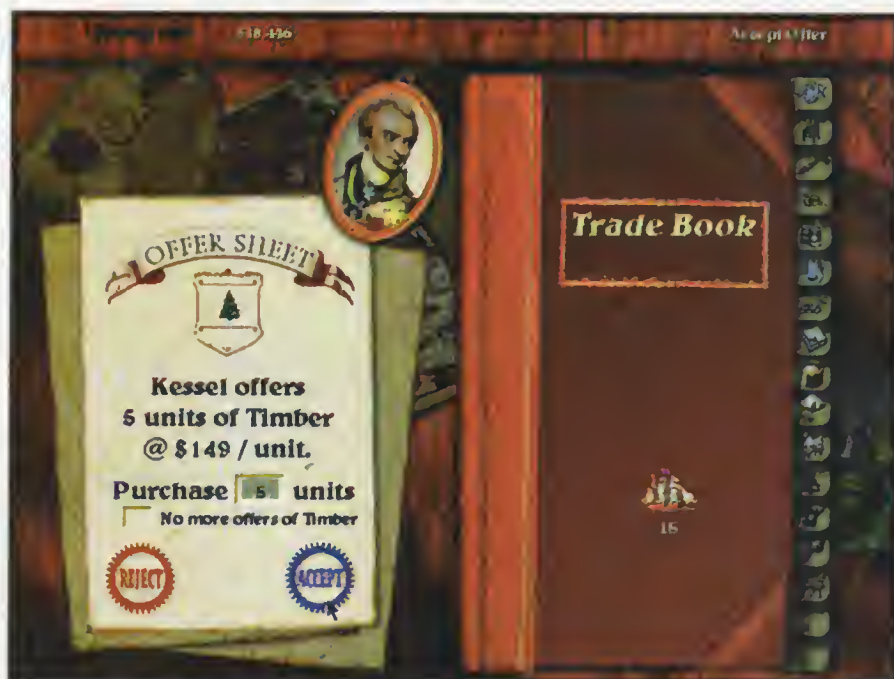 Accept Offer
OFFER SHEET
Kessel offers
5 units of Timber
@ $149 / unit.
Purchase 5 units
No more offers of Timber
REJECT
ACCEPT
Trade Book